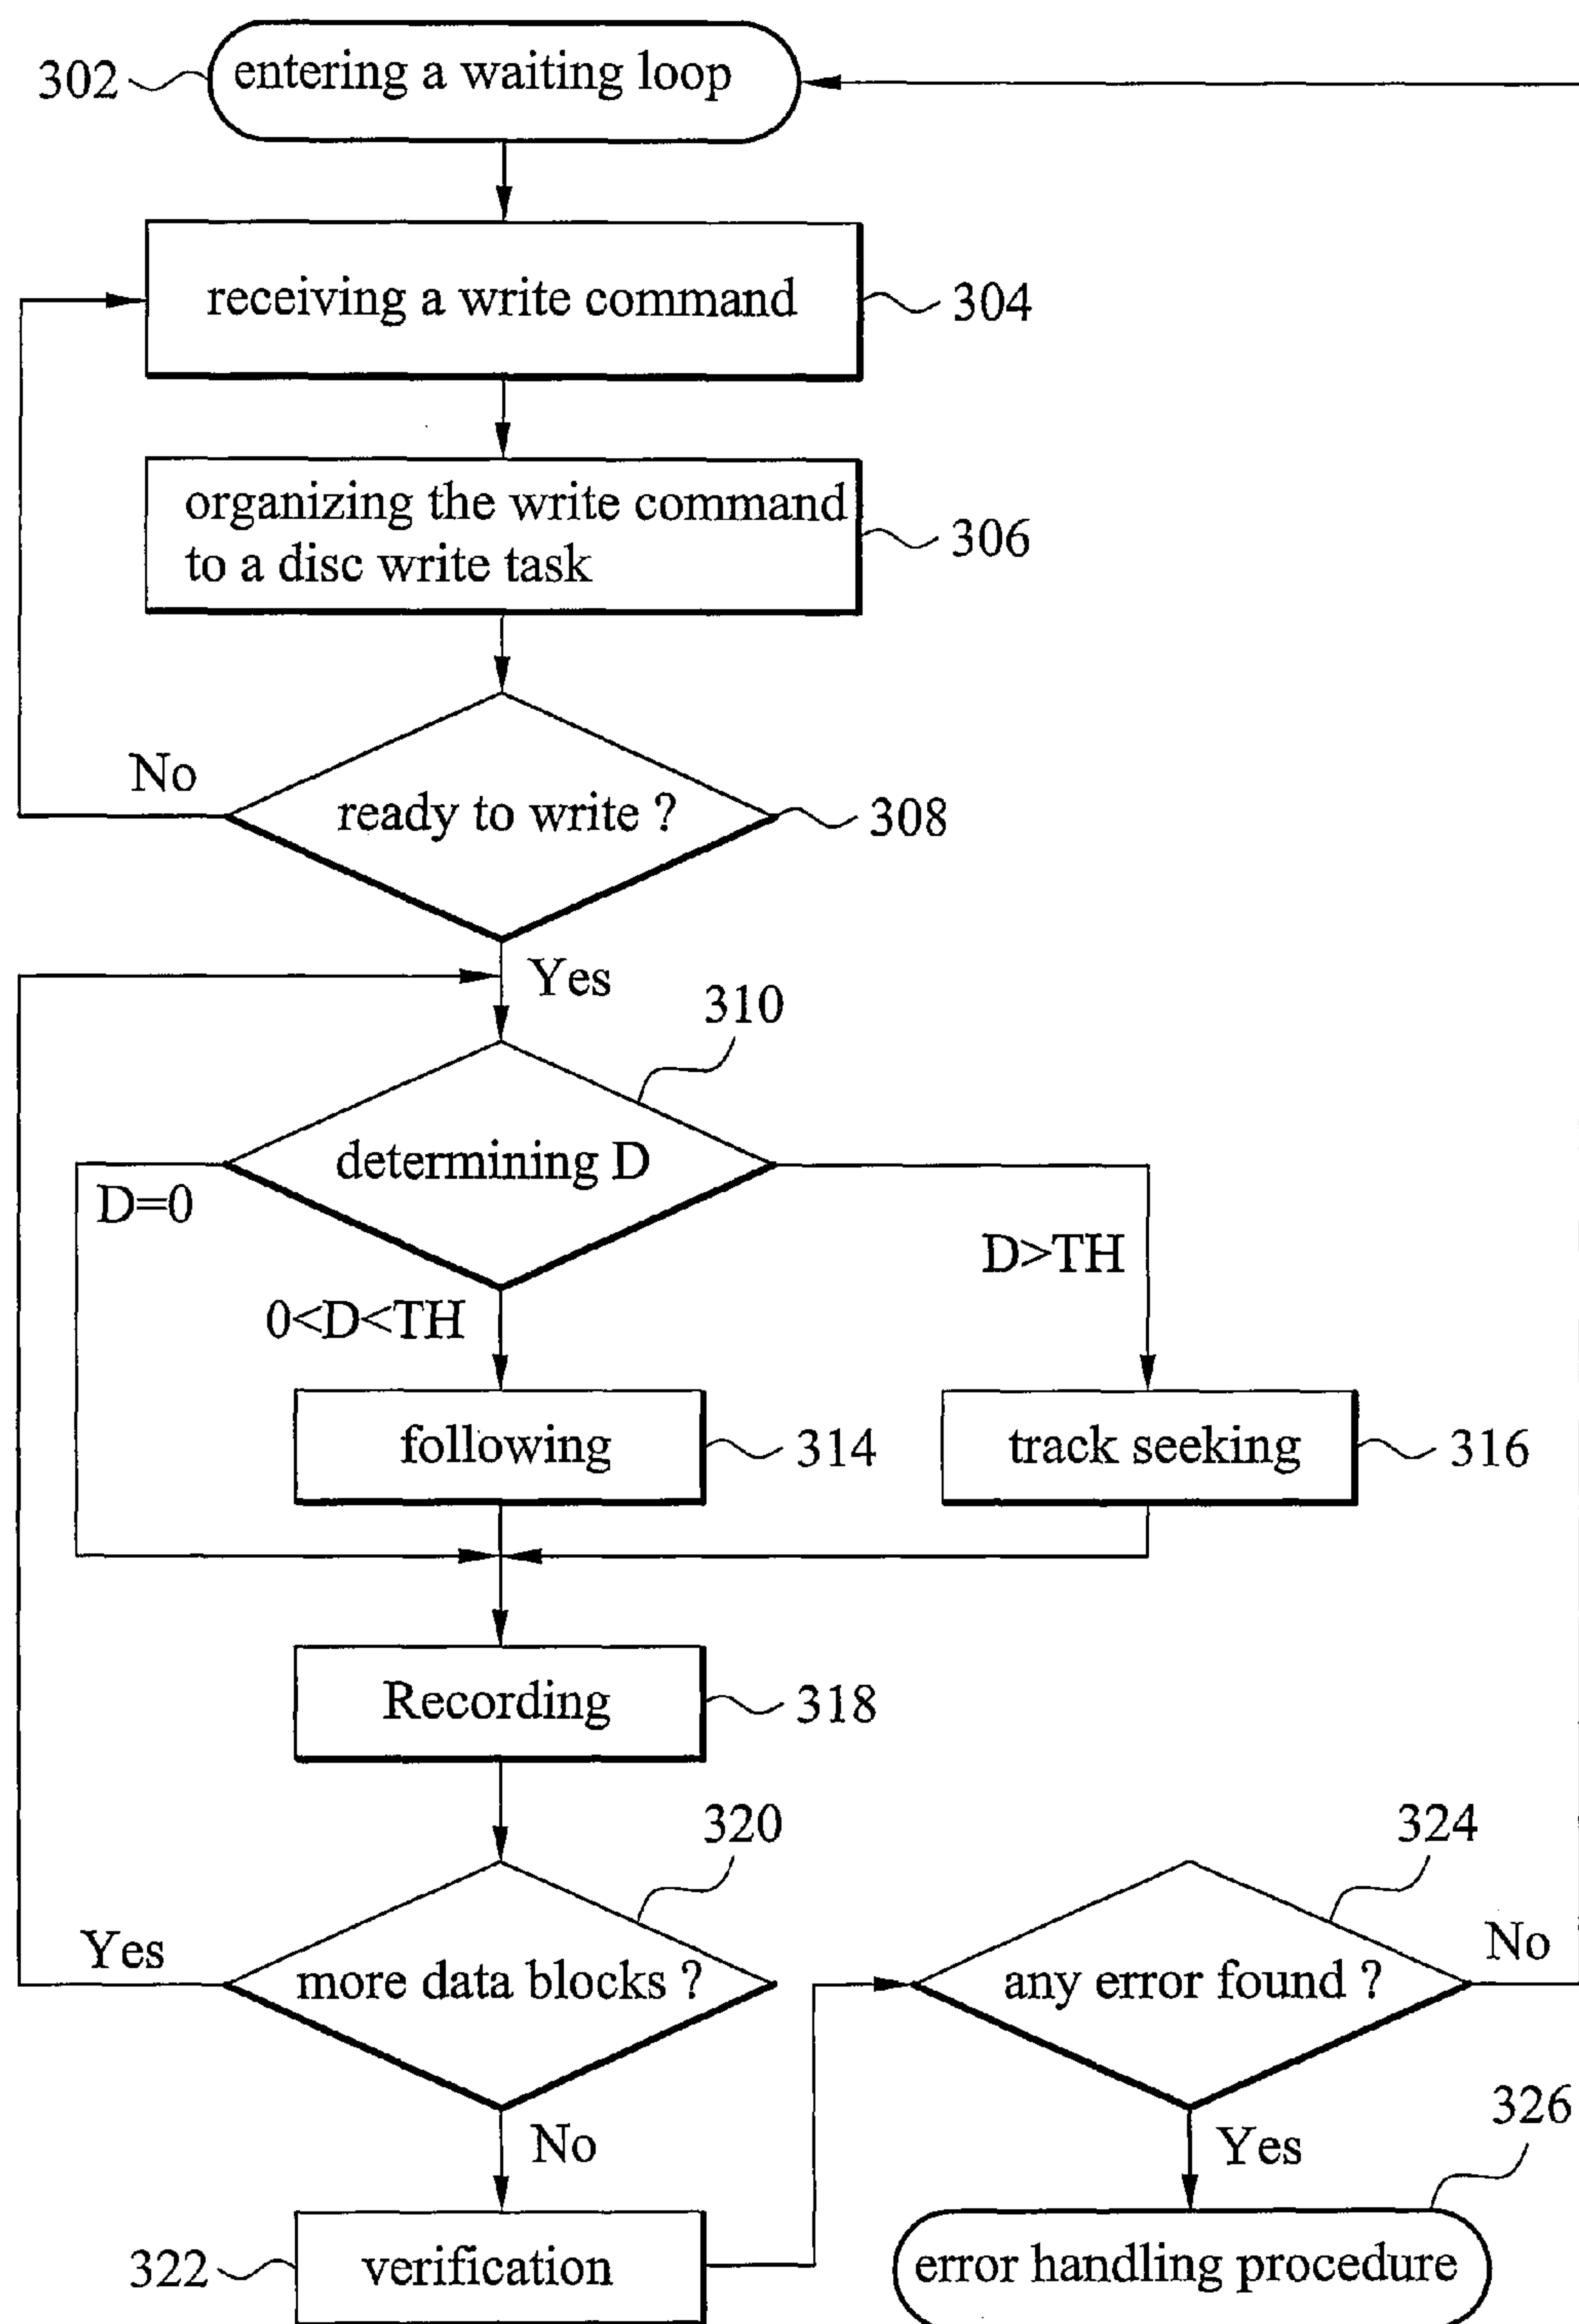 302
entering a waiting loop
receiving a write command
304
organizing the write command
to a disc write task
306
No
ready to write ?
308
Yes
310
determining D
D=0
D>TH
0<D<TH
following
314
track seeking
316
Recording
318
320
324
Yes
more data blocks ?
any error found ?
No
No
Yes
326
322
verification
error handling procedure